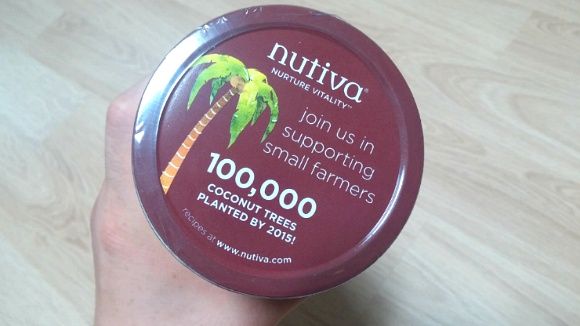 nutiva®
NURTURE VITALITY™
join us in
supporting
small farmers
100,000
COCONUT TREES
PLANTED BY 2015!
recipes at www.nutiva.com